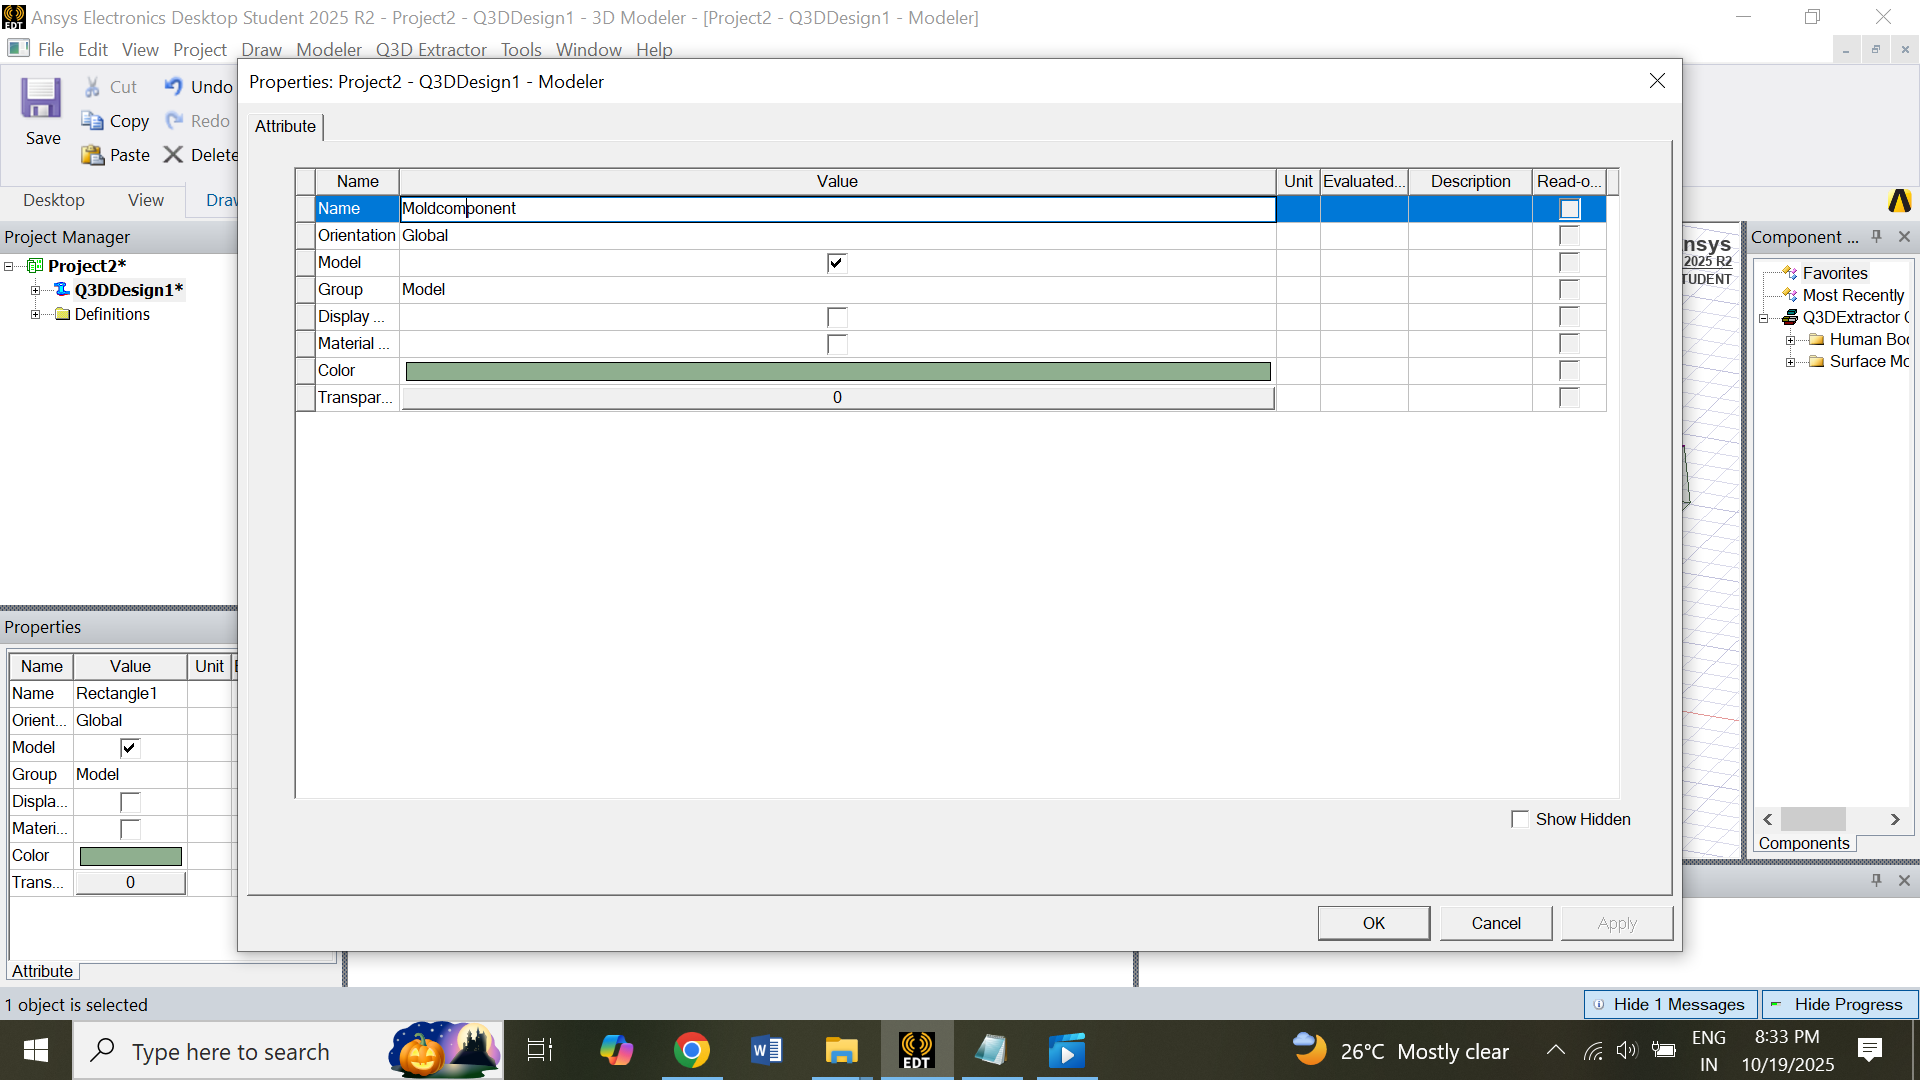 Ansys Electronics Desktop Student 2025 R2 - Project2 - Q3DDesign1 - 3D Modeler - [Project2 - Q3DDesign1 - Modeler]
File Edit View Project Draw Modeler Q3D Extractor Tools Window Help
Save
Cut
Copy
Paste
Undo
Redo
Delete
Desktop View Draw
Properties: Project2 - Q3DDesign1 - Modeler
Attribute
Name Value Unit Evaluated... Description Read-o...
Name Moldcomponent
Orientation Global
Model
Group Model
Display ...
Material ...
Color
Transpar... 0
Show Hidden
OK Cancel Apply
Project Manager
Project2*
Q3DDesign1*
Definitions
Properties
Name Value Unit E
Name Rectangle1
Orient... Global
Model
Group Model
Displa...
Materi...
Color
Trans... 0
Attribute
nsys
2025 R2
TUDENT
Component ...
Favorites
Most Recently
Q3DExtractor C
Human Bo
Surface Mo
Components
1 object is selected
Hide 1 Messages Hide Progress
Type here to search
EDT
26°C Mostly clear
ENG
IN
8:33 PM
10/19/2025